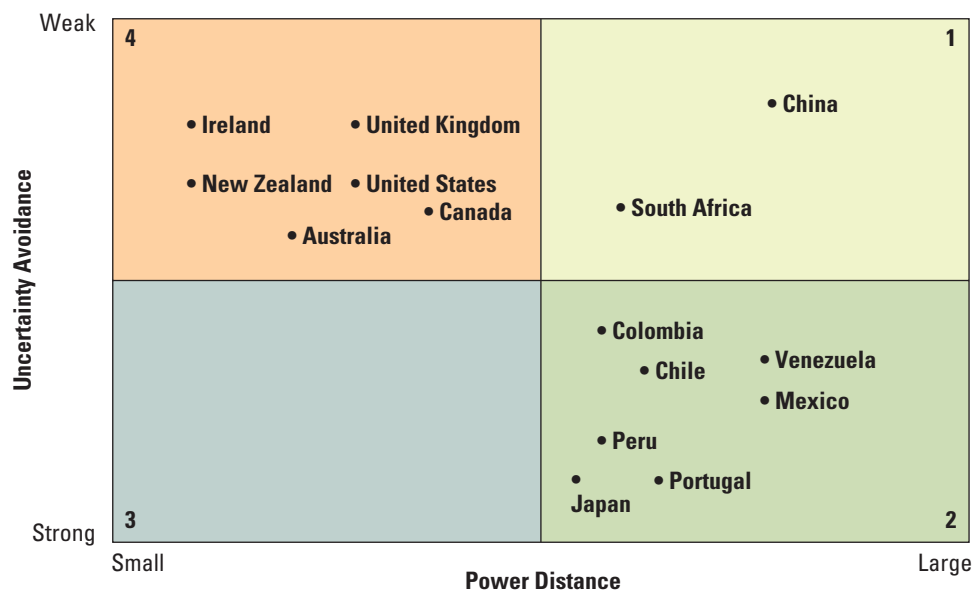 Weak
4
1
• China
• Ireland
• United Kingdom
• New Zealand
• United States
• Canada
• South Africa
• Australia
Uncertainty Avoidance
• Colombia
• Venezuela
• Chile
• Mexico
• Peru
• Portugal
• Japan
3
2
Strong
Small
Large
Power Distance